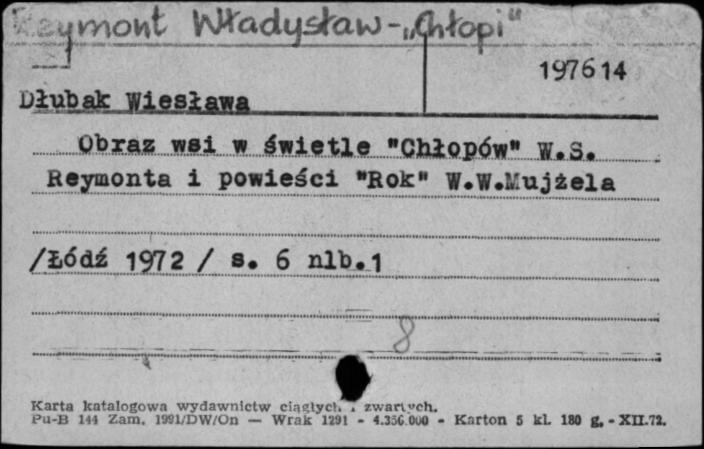 Reymont Władysław - „Chłopi"
197614
Dłubak Wiesława
Obraz wsi w świetle "Chłopów" W.S.
Reymonta i powieści "Rok" W.W.Mujżela
/Łódź 1972 / s. 6 nlb.1
8
Karta katalogowa wydawnictw ciągłych i zwartych.
Pu-B 144 Zam. 1991/DW/On — Wrak 1291 - 4.356.000 - Karton 5 kl. 180 g. - XII.72.